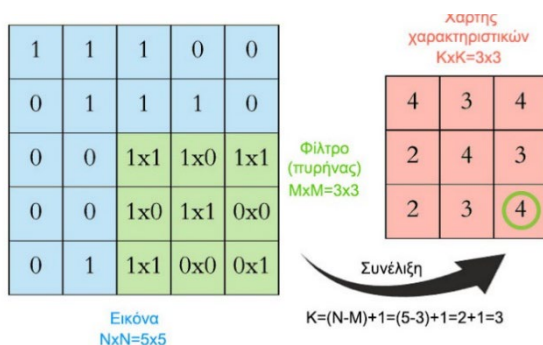 Χάρτης
χαρακτηριστικών
KxK=3x3
1 1 1 0 0
0 1 1 1 0
0 0 1x1 1x0 1x1
0 0 1x0 1x1 0x0
0 1 1x1 0x0 0x1
Φίλτρο
(πυρήνας)
MxM=3x3
4 3 4
2 4 3
2 3 4
Συνέλιξη
K=(N-M)+1=(5-3)+1=2+1=3
Εικόνα
NxN=5x5